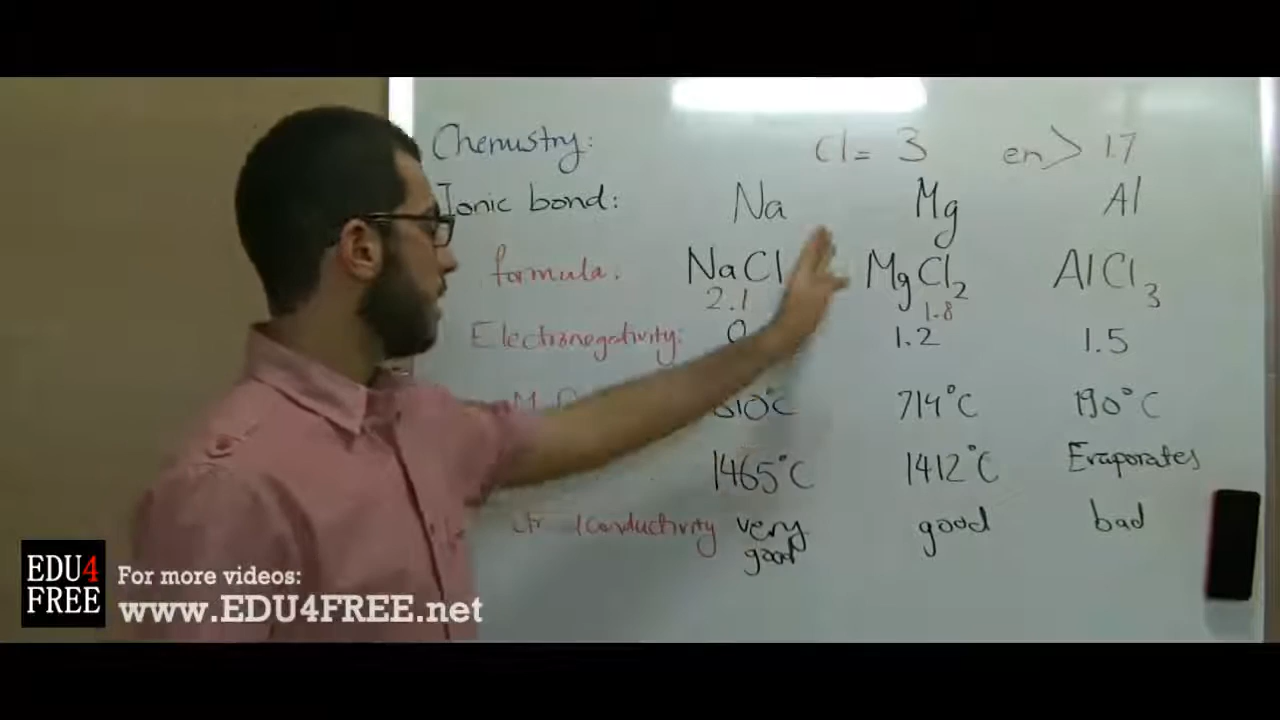 Chemistry: Cl = 3 en > 1.7
Ionic bond: Na Mg Al
formula: NaCl MgCl2 AlCl3
2.1 1.8
Electronegativity: 0 1.2 1.5
810°C 714°C 190°C
1465°C 1412°C Evaporates
Conductivity very good good bad
EDU4
FREE
For more videos:
www.EDU4FREE.net